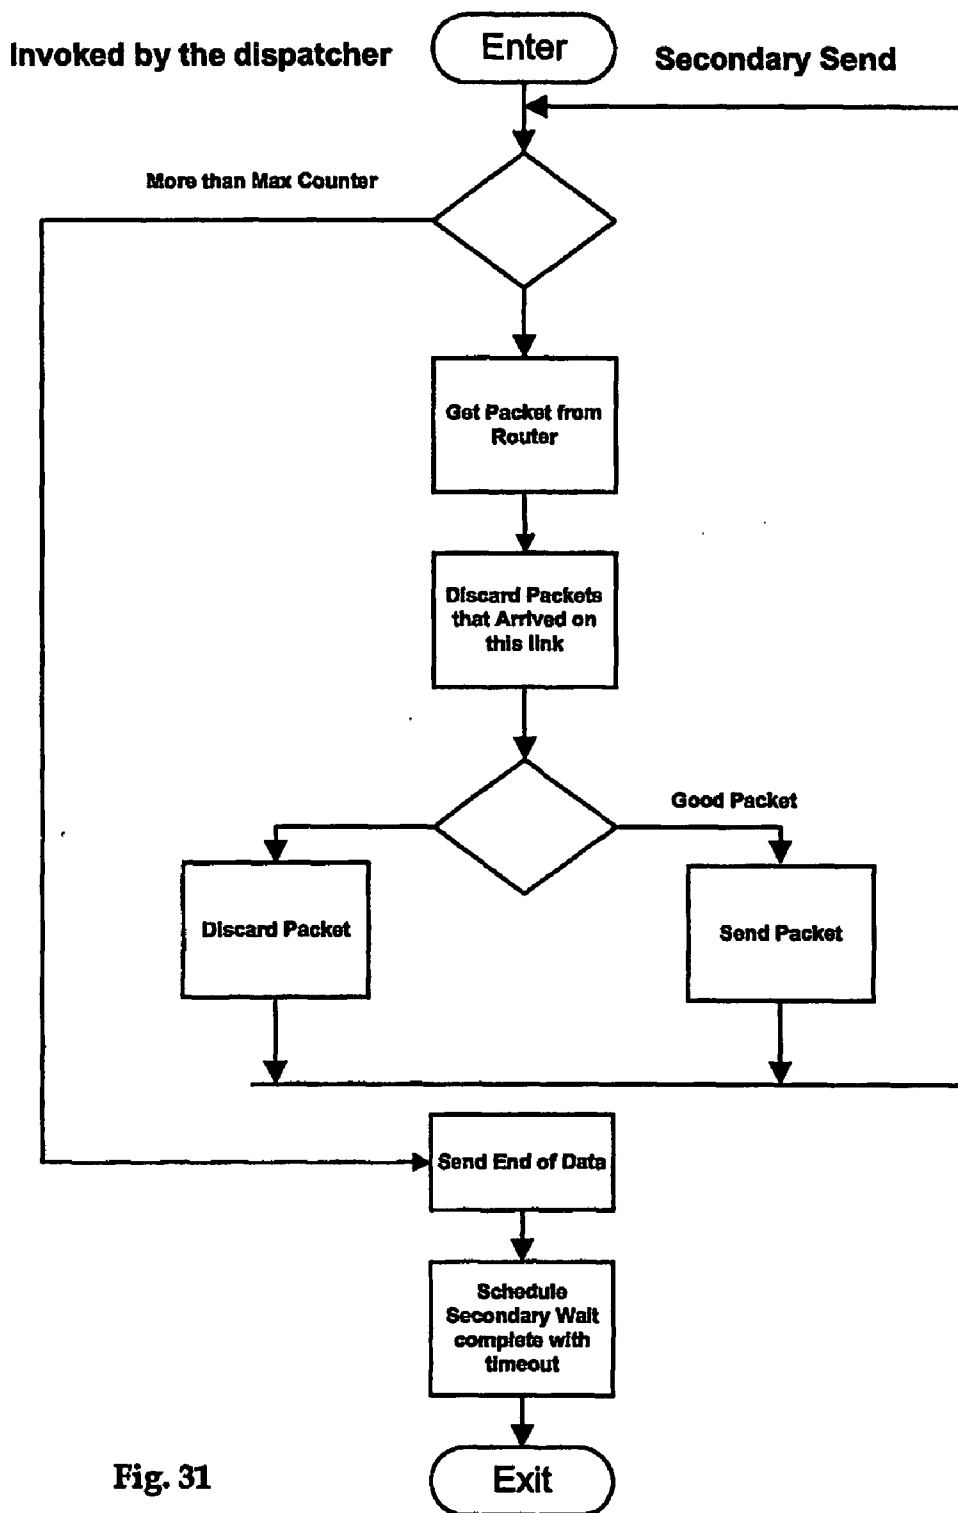 Invoked by the dispatcher
Enter
Secondary Send
More than Max Counter
Get Packet from
Router
Discard Packets
that Arrived on
this link
Good Packet
Discard Packet
Send Packet
Send End of Data
Schedule
Secondary Wait
complete with
timeout
Exit
Fig. 31